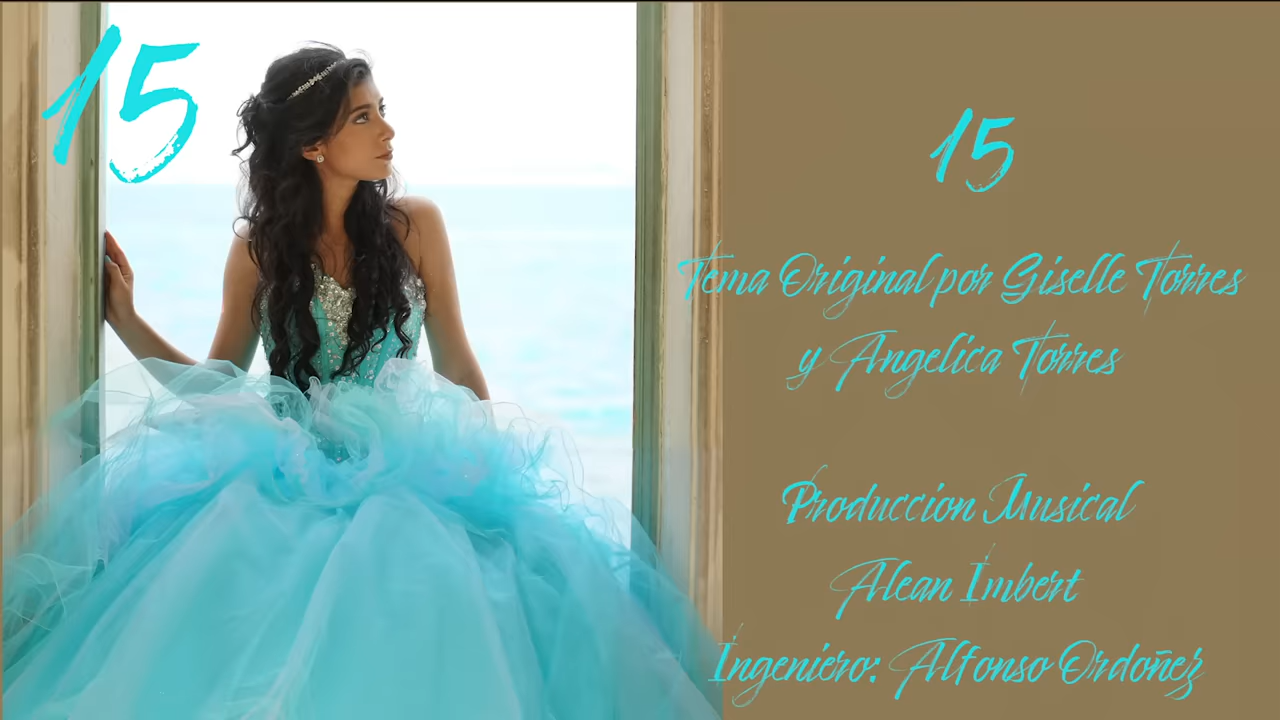 15
15
Tema Original por Giselle Torres
y Angelica Torres
Produccion Musical
Alean Imbert
Ingeniero: Alfonso Ordoñez